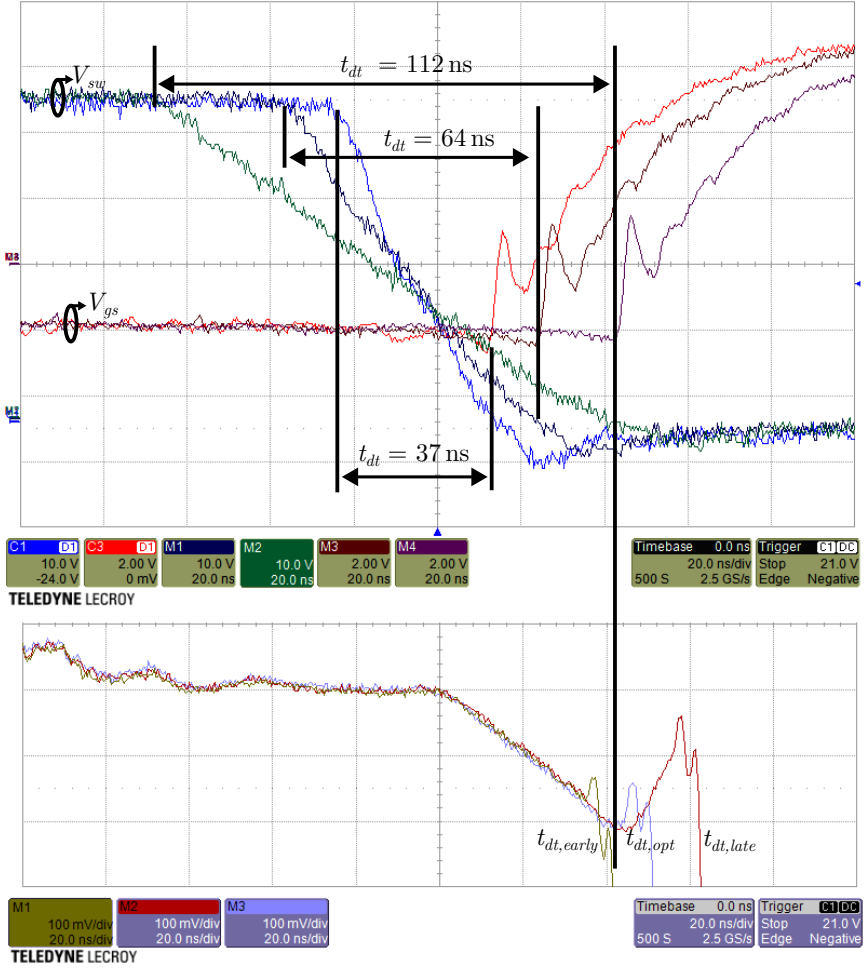 V_sw
t_dt = 112 ns
t_dt = 64 ns
V_gs
t_dt = 37 ns
C1 D1 C3 D1 M1 M2 M3 M4 Timebase 0.0 ns Trigger C1 DC
10.0 V 2.00 V 10.0 V 10.0 V 2.00 V 2.00 V 20.0 ns/div Stop 21.0 V
-24.0 V 0 mV 20.0 ns 20.0 ns 20.0 ns 20.0 ns 500 S 2.5 GS/s Edge Negative
TELEDYNE LECROY
t_dt,early t_dt,opt t_dt,late
M1 M2 M3 Timebase 0.0 ns Trigger C1 DC
100 mV/div 100 mV/div 100 mV/div 20.0 ns/div Stop 21.0 V
20.0 ns/div 20.0 ns/div 20.0 ns/div 500 S 2.5 GS/s Edge Negative
TELEDYNE LECROY